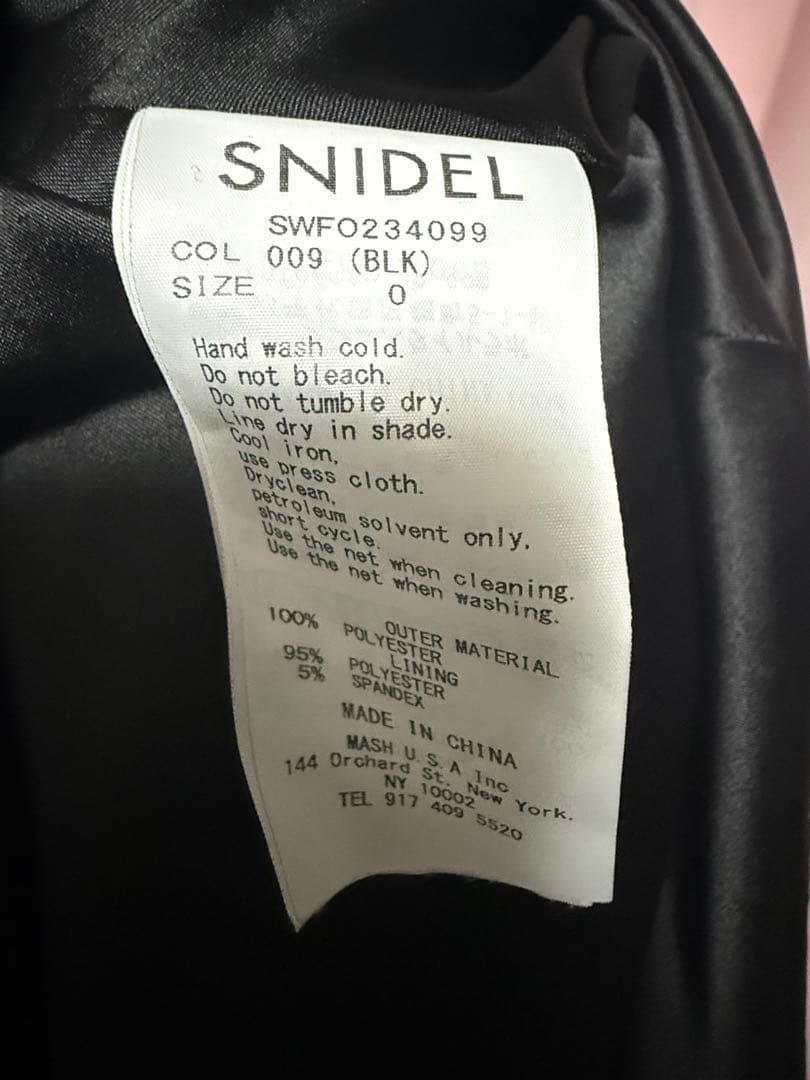 SNIDEL
SWFO234099
COL 009 (BLK)
SIZE 0
Hand wash cold.
Do not bleach.
Do not tumble dry.
Line dry in shade.
Cool iron,
use press cloth.
Dryclean,
petroleum solvent only,
short cycle.
Use the net when cleaning.
Use the net when washing.
OUTER MATERIAL
100% POLYESTER
LINING
95% POLYESTER
5% SPANDEX
MADE IN CHINA
MASH U.S.A Inc
144 Orchard St. New York.
NY 10002
TEL 917 409 5520